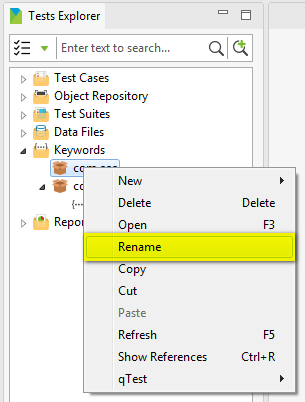 Tests Explorer
Enter text to search...
Test Cases
Object Repository
Test Suites
Data Files
Keywords
New
Delete Delete
Open F3
Rename
Copy
Cut
Paste
Refresh F5
Show References Ctrl+R
qTest